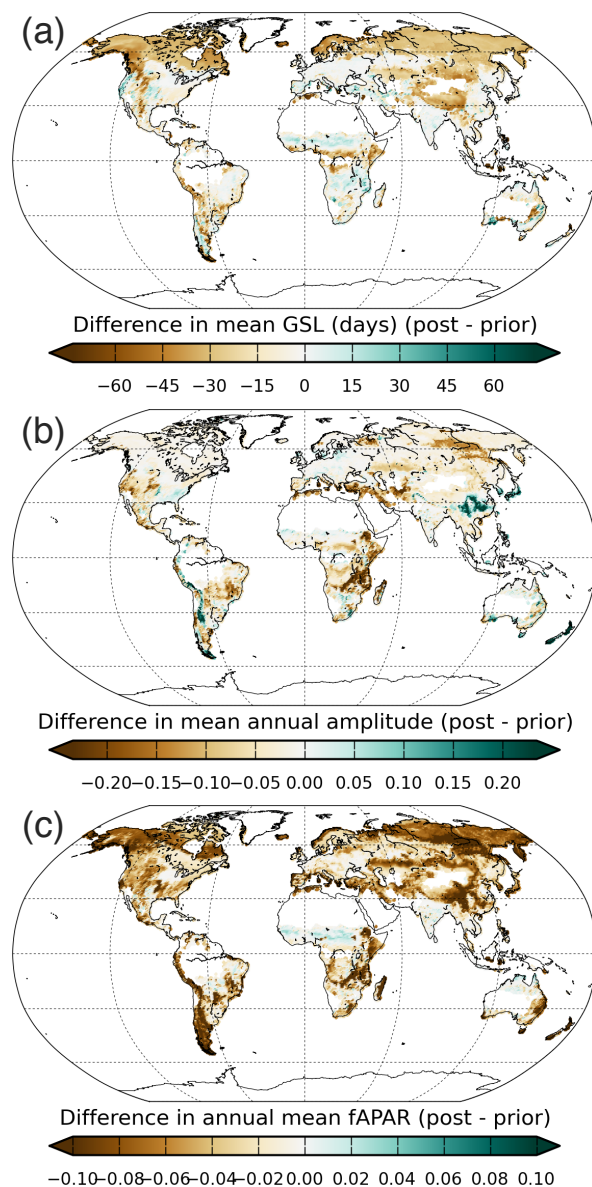 (a)
Difference in mean GSL (days) (post - prior)
−60 −45 −30 −15 0 15 30 45 60
(b)
Difference in mean annual amplitude (post - prior)
−0.20−0.15−0.10−0.05 0.00 0.05 0.10 0.15 0.20
(c)
Difference in annual mean fAPAR (post - prior)
−0.10−0.08−0.06−0.04−0.02 0.00 0.02 0.04 0.06 0.08 0.10